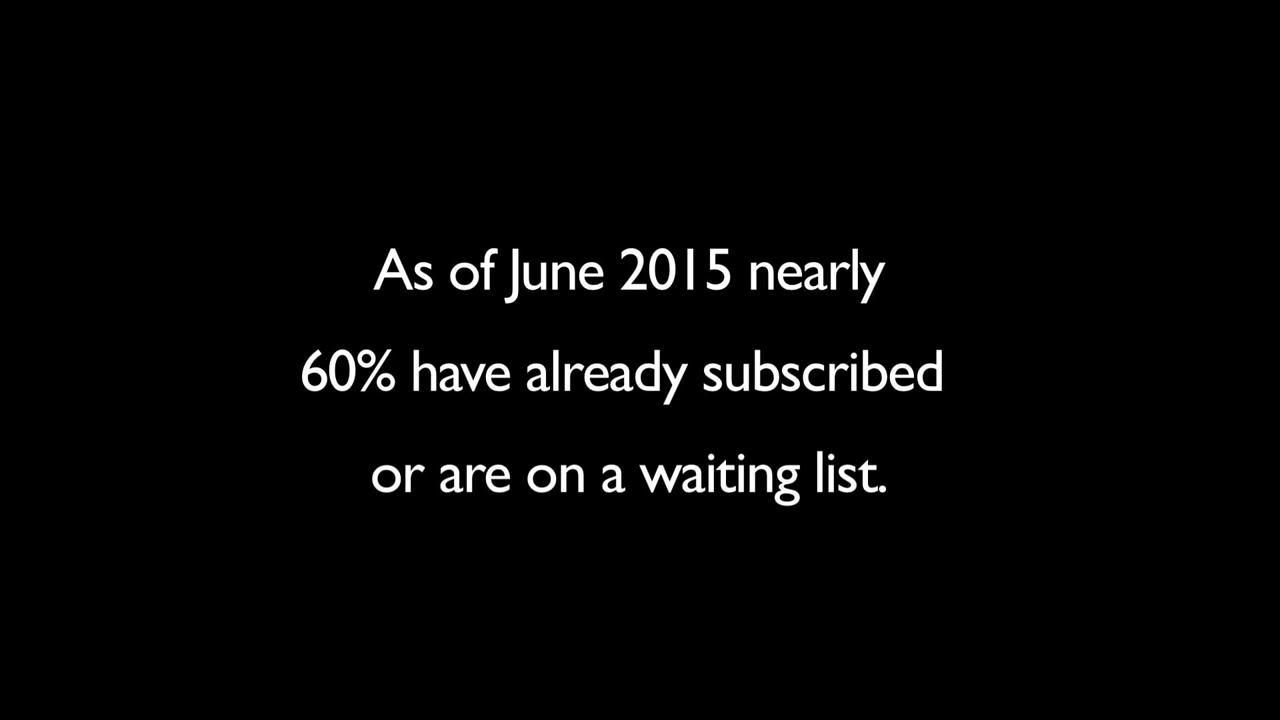 As of June 2015 nearly
60% have already subscribed
or are on a waiting list.